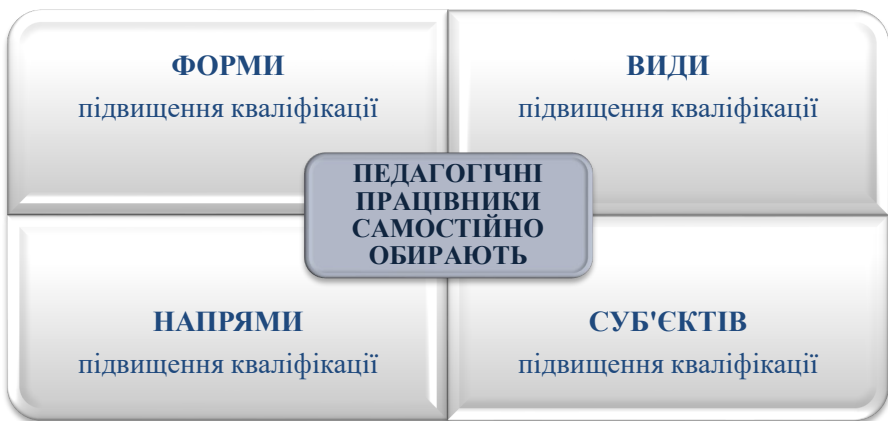 ФОРМИ
підвищення кваліфікації
ВИДИ
підвищення кваліфікації
ПЕДАГОГІЧНІ
ПРАЦІВНИКИ
САМОСТІЙНО
ОБИРАЮТЬ
НАПРЯМИ
підвищення кваліфікації
СУБ'ЄКТІВ
підвищення кваліфікації